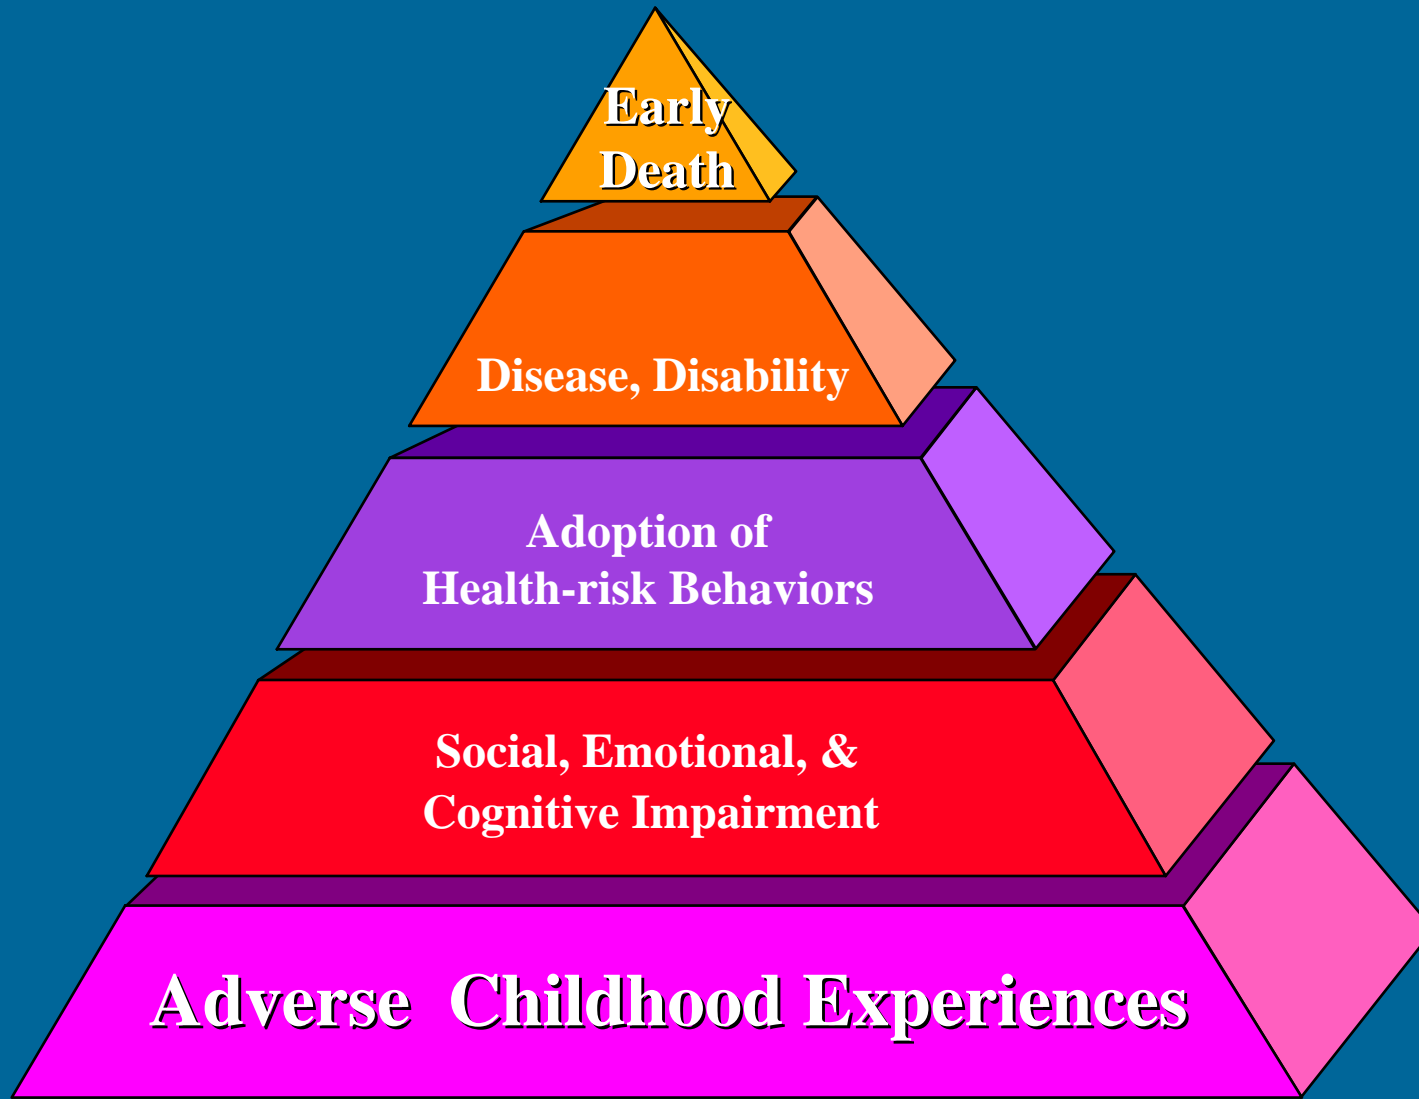 Early
Death
Disease, Disability
Adoption of
Health-risk Behaviors
Social, Emotional, &
Cognitive Impairment
Adverse  Childhood Experiences